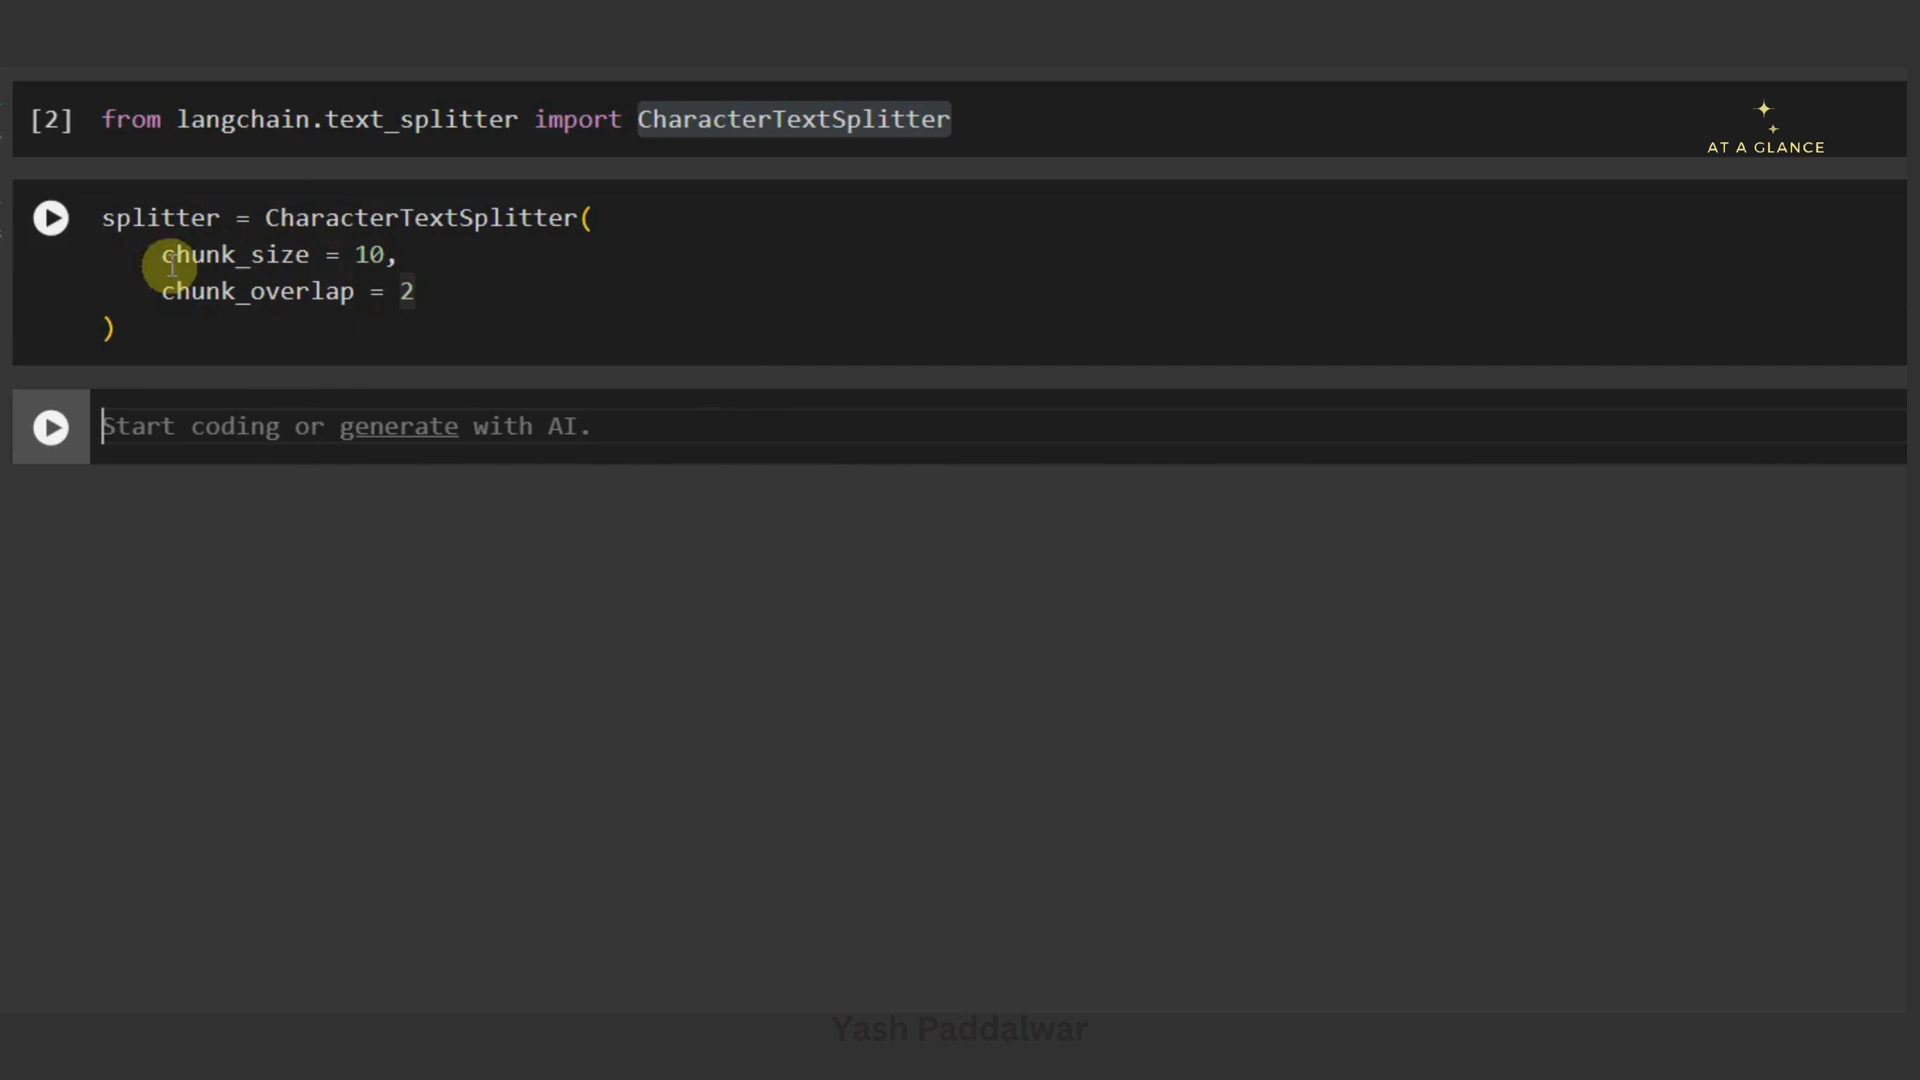 [2] from langchain.text_splitter import CharacterTextSplitter
AT A GLANCE
splitter = CharacterTextSplitter(
    chunk_size = 10,
    chunk_overlap = 2
)
Start coding or generate with AI.
Yash Paddalwar